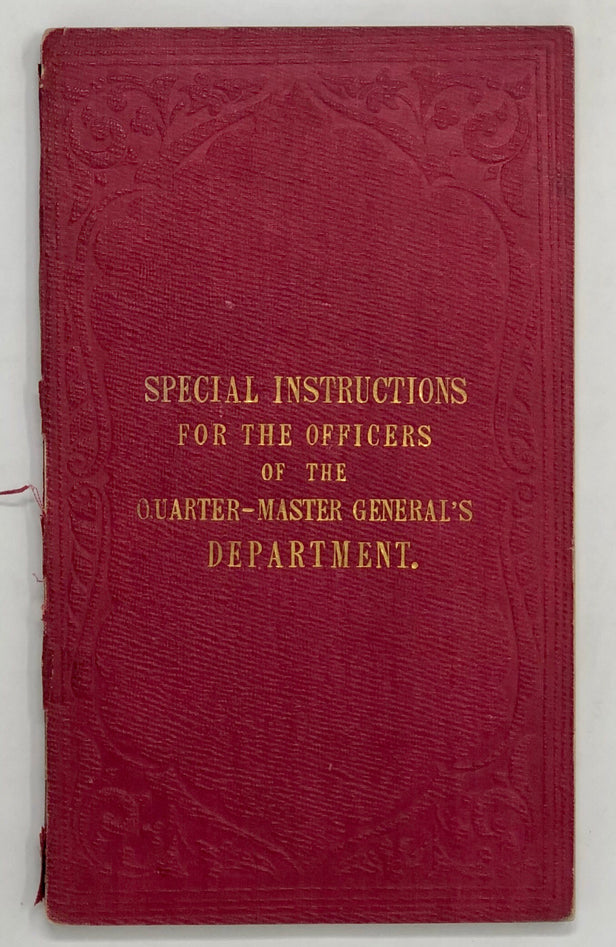 SPECIAL INSTRUCTIONS
FOR THE OFFICERS
OF THE
QUARTER-MASTER GENERAL'S
DEPARTMENT.